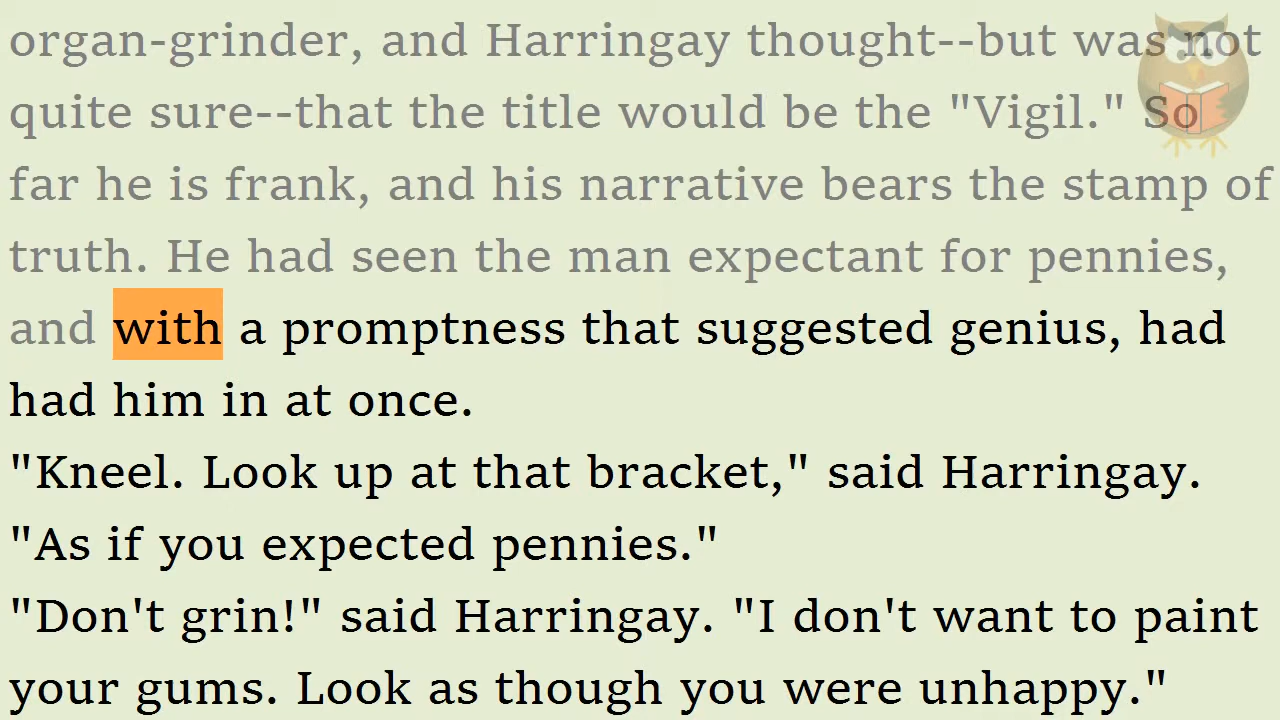 organ-grinder, and Harringay thought--but was not
quite sure--that the title would be the "Vigil." So
far he is frank, and his narrative bears the stamp of
truth. He had seen the man expectant for pennies,
and with a promptness that suggested genius, had
had him in at once.
"Kneel. Look up at that bracket," said Harringay.
"As if you expected pennies."
"Don't grin!" said Harringay. "I don't want to paint
your gums. Look as though you were unhappy."